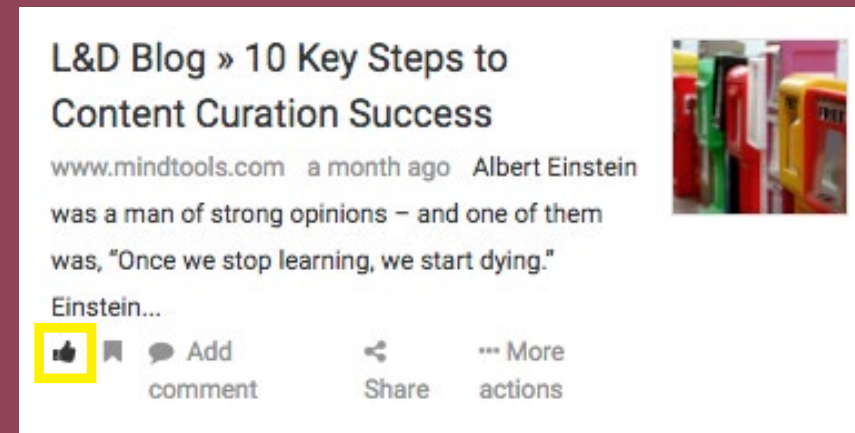 L&D Blog » 10 Key Steps to
Content Curation Success
www.mindtools.com a month ago Albert Einstein
was a man of strong opinions – and one of them
was, "Once we stop learning, we start dying."
Einstein...
Add
comment
Share
••• More
actions